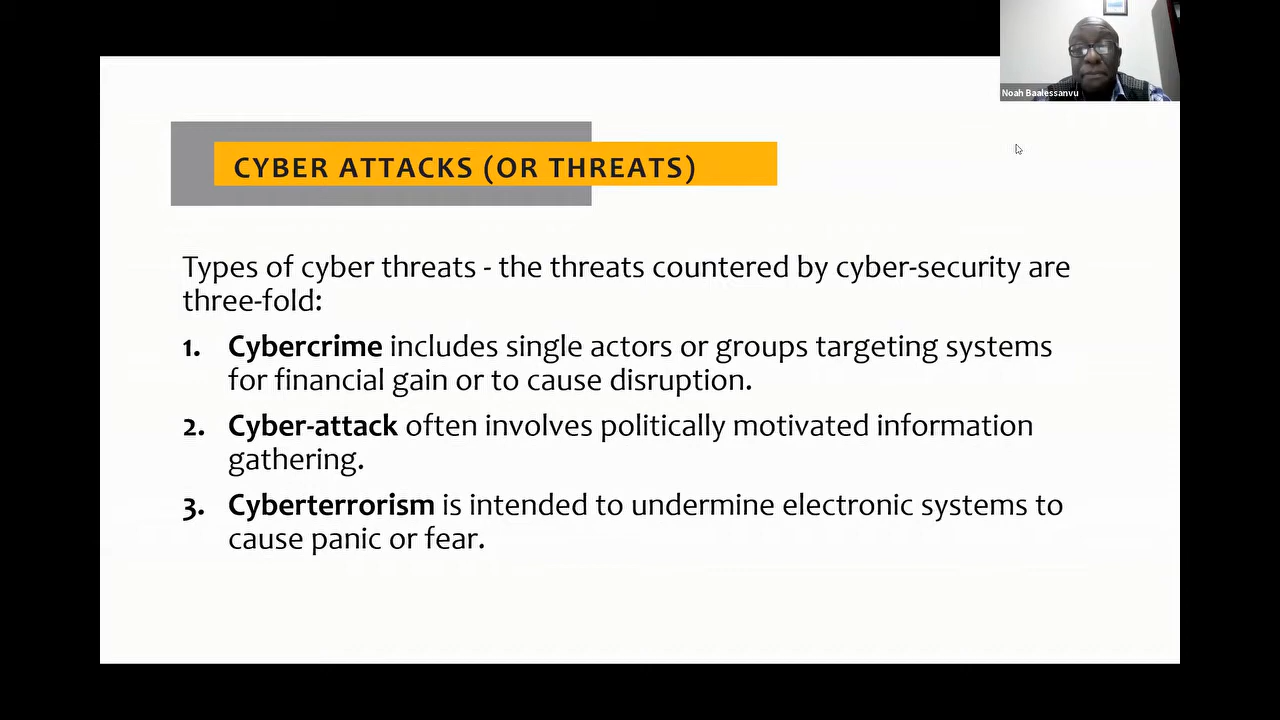 Noah Baalessanvu
CYBER ATTACKS (OR THREATS)
Types of cyber threats - the threats countered by cyber-security are
three-fold:
1. Cybercrime includes single actors or groups targeting systems
for financial gain or to cause disruption.
2. Cyber-attack often involves politically motivated information
gathering.
3. Cyberterrorism is intended to undermine electronic systems to
cause panic or fear.